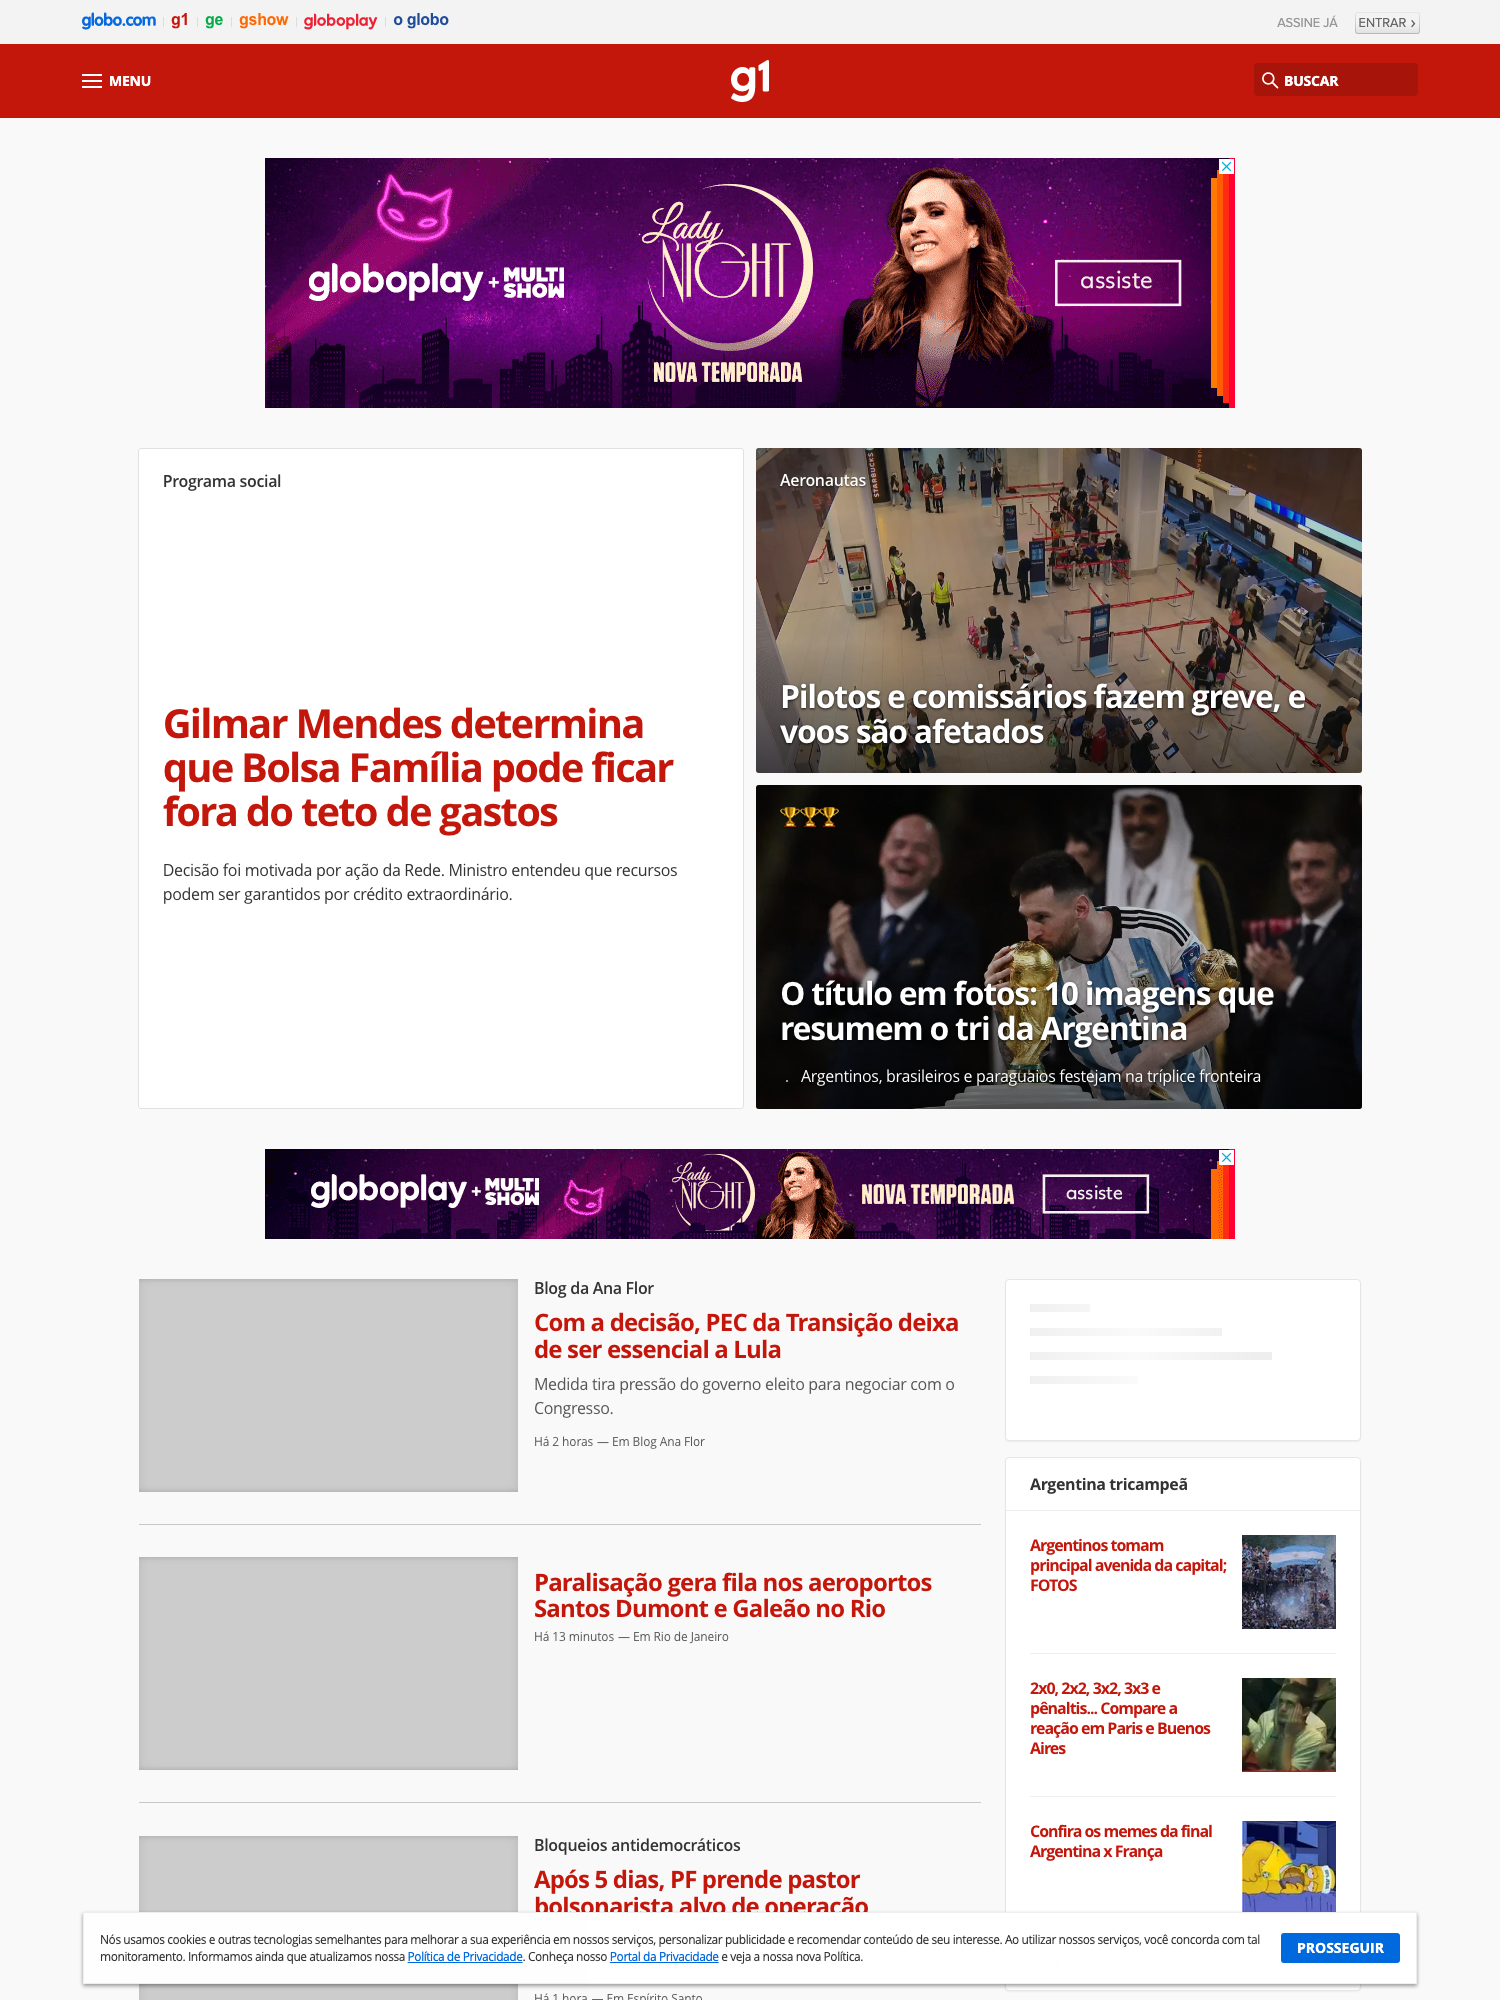 globo.com g1 ge gshow globoplay o globo
ASSINE JÁ ENTRAR ›
MENU
g1
BUSCAR
globoplay + MULTI SHOW
Lady NIGHT
NOVA TEMPORADA
assiste
Programa social
Gilmar Mendes determina
que Bolsa Família pode ficar
fora do teto de gastos
Decisão foi motivada por ação da Rede. Ministro entendeu que recursos
podem ser garantidos por crédito extraordinário.
STARBUCKS
Aeronautas
Pilotos e comissários fazem greve, e
voos são afetados
🏆🏆🏆
O título em fotos: 10 imagens que
resumem o tri da Argentina
. Argentinos, brasileiros e paraguaios festejam na tríplice fronteira
globoplay + MULTI SHOW
Lady NIGHT
NOVA TEMPORADA
assiste
Blog da Ana Flor
Com a decisão, PEC da Transição deixa
de ser essencial a Lula
Medida tira pressão do governo eleito para negociar com o
Congresso.
Há 2 horas — Em Blog Ana Flor
Paralisação gera fila nos aeroportos
Santos Dumont e Galeão no Rio
Há 13 minutos — Em Rio de Janeiro
Bloqueios antidemocráticos
Após 5 dias, PF prende pastor
bolsonarista alvo de operação
Há 1 hora — Em Espírito Santo
Argentina tricampeã
Argentinos tomam
principal avenida da capital;
FOTOS
2x0, 2x2, 3x2, 3x3 e
pênaltis... Compare a
reação em Paris e Buenos
Aires
Confira os memes da final
Argentina x França
Nós usamos cookies e outras tecnologias semelhantes para melhorar a sua experiência em nossos serviços, personalizar publicidade e recomendar conteúdo de seu interesse. Ao utilizar nossos serviços, você concorda com tal
monitoramento. Informamos ainda que atualizamos nossa Política de Privacidade. Conheça nosso Portal da Privacidade e veja a nossa nova Política.
PROSSEGUIR